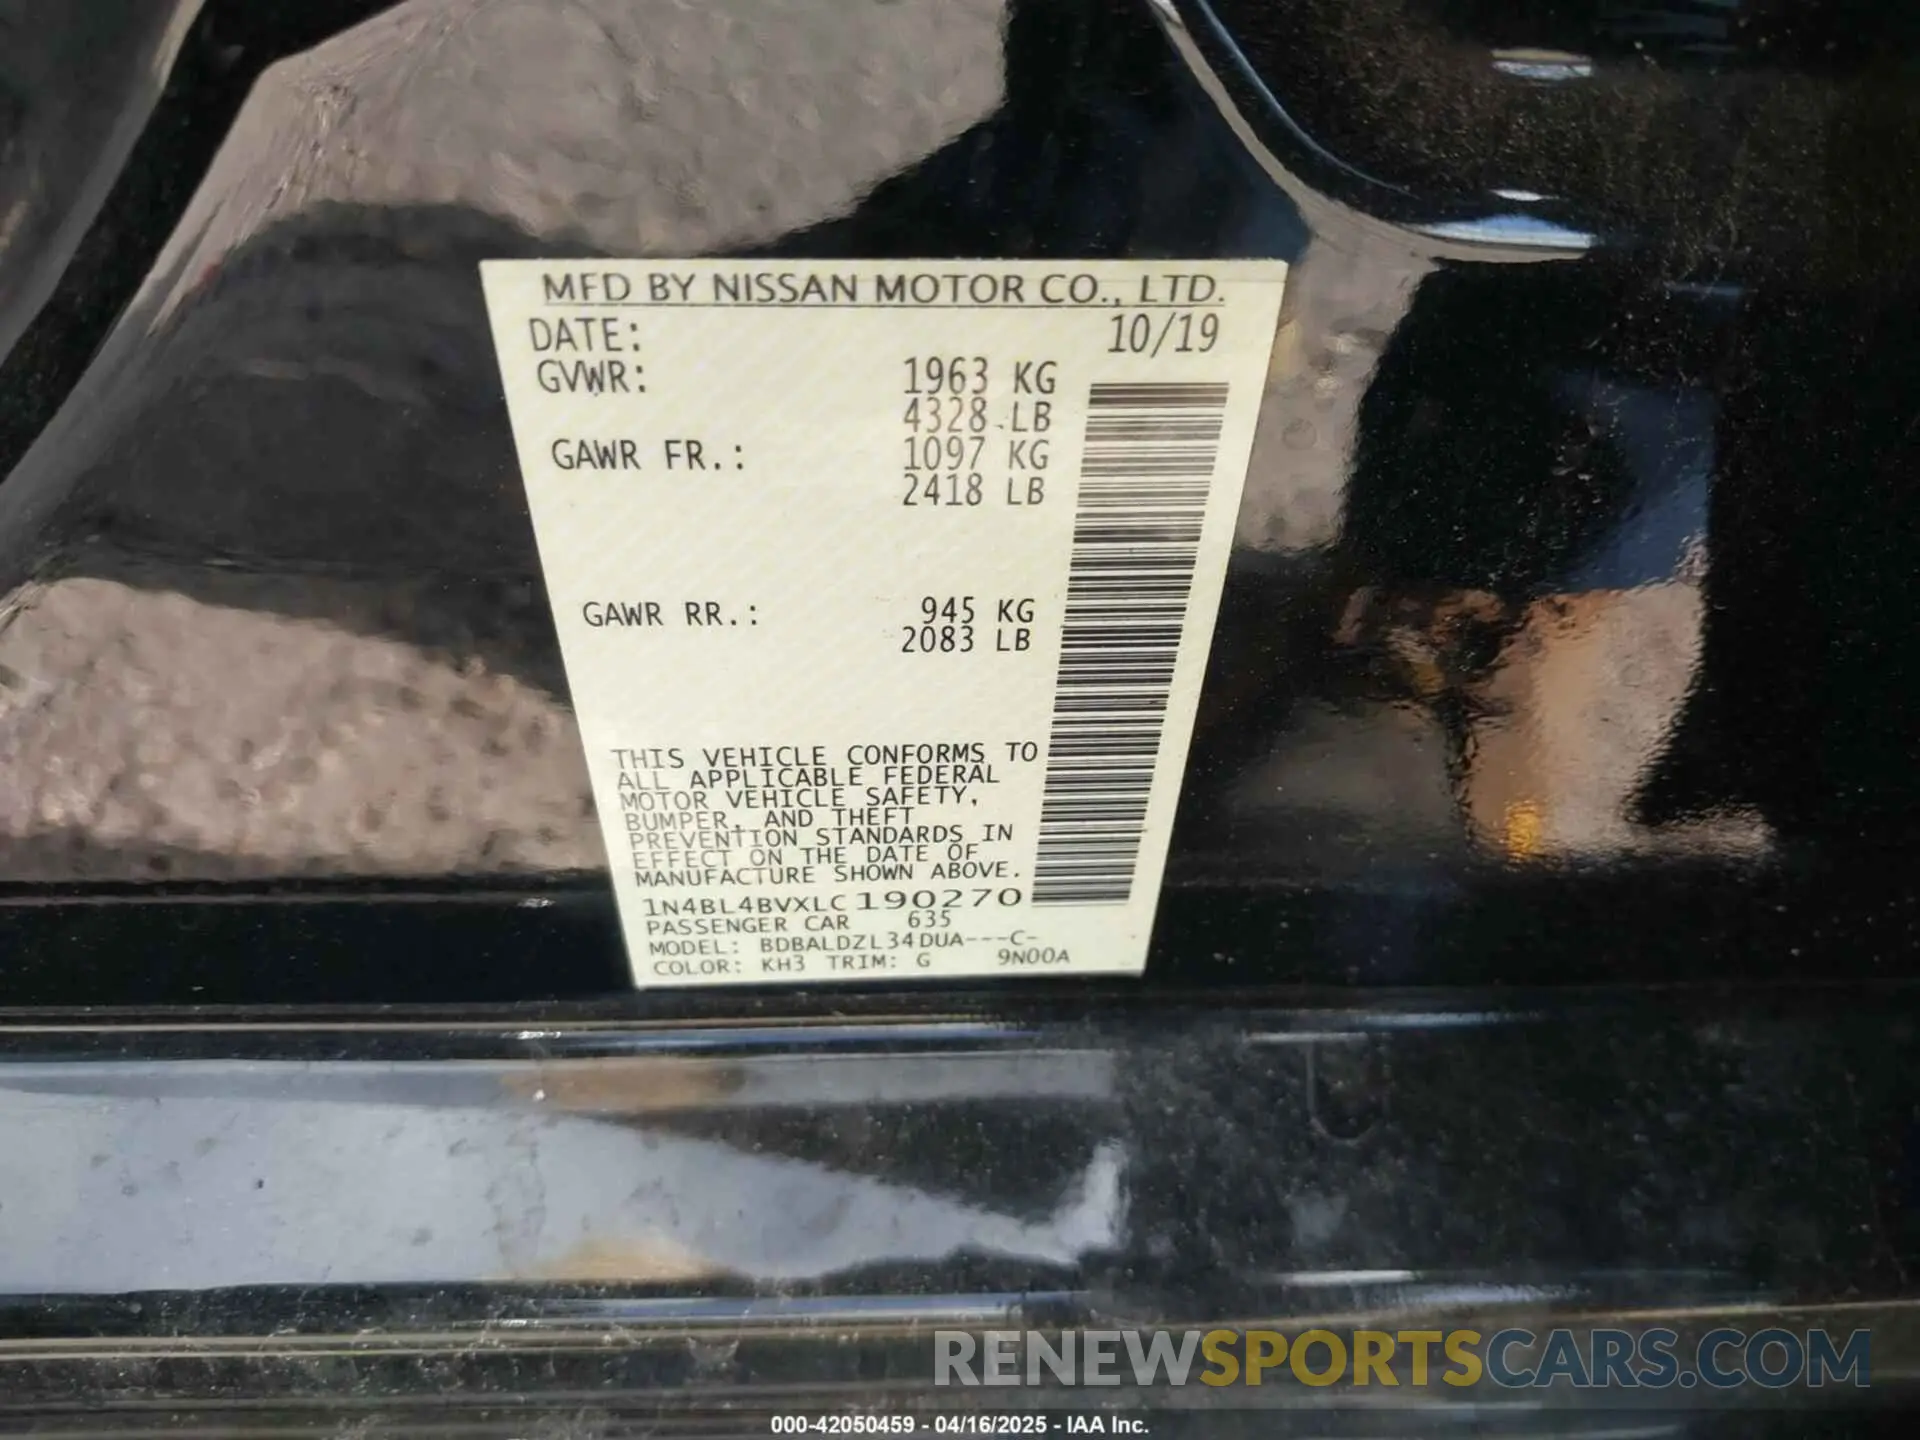 MFD BY NISSAN MOTOR CO., LTD.
DATE: 10/19
GVWR: 1963 KG
4328 LB
GAWR FR.: 1097 KG
2418 LB
GAWR RR.: 945 KG
2083 LB
THIS VEHICLE CONFORMS TO
ALL APPLICABLE FEDERAL
MOTOR VEHICLE SAFETY,
BUMPER, AND THEFT
PREVENTION STANDARDS IN
EFFECT ON THE DATE OF
MANUFACTURE SHOWN ABOVE.
1N4BL4BVXLC190270
PASSENGER CAR 635
MODEL: BDBALDZL34DUA---C-
COLOR: KH3 TRIM: G 9N00A
RENEWSPORTSCARS.COM
000-42050459 - 04/16/2025 - IAA Inc.